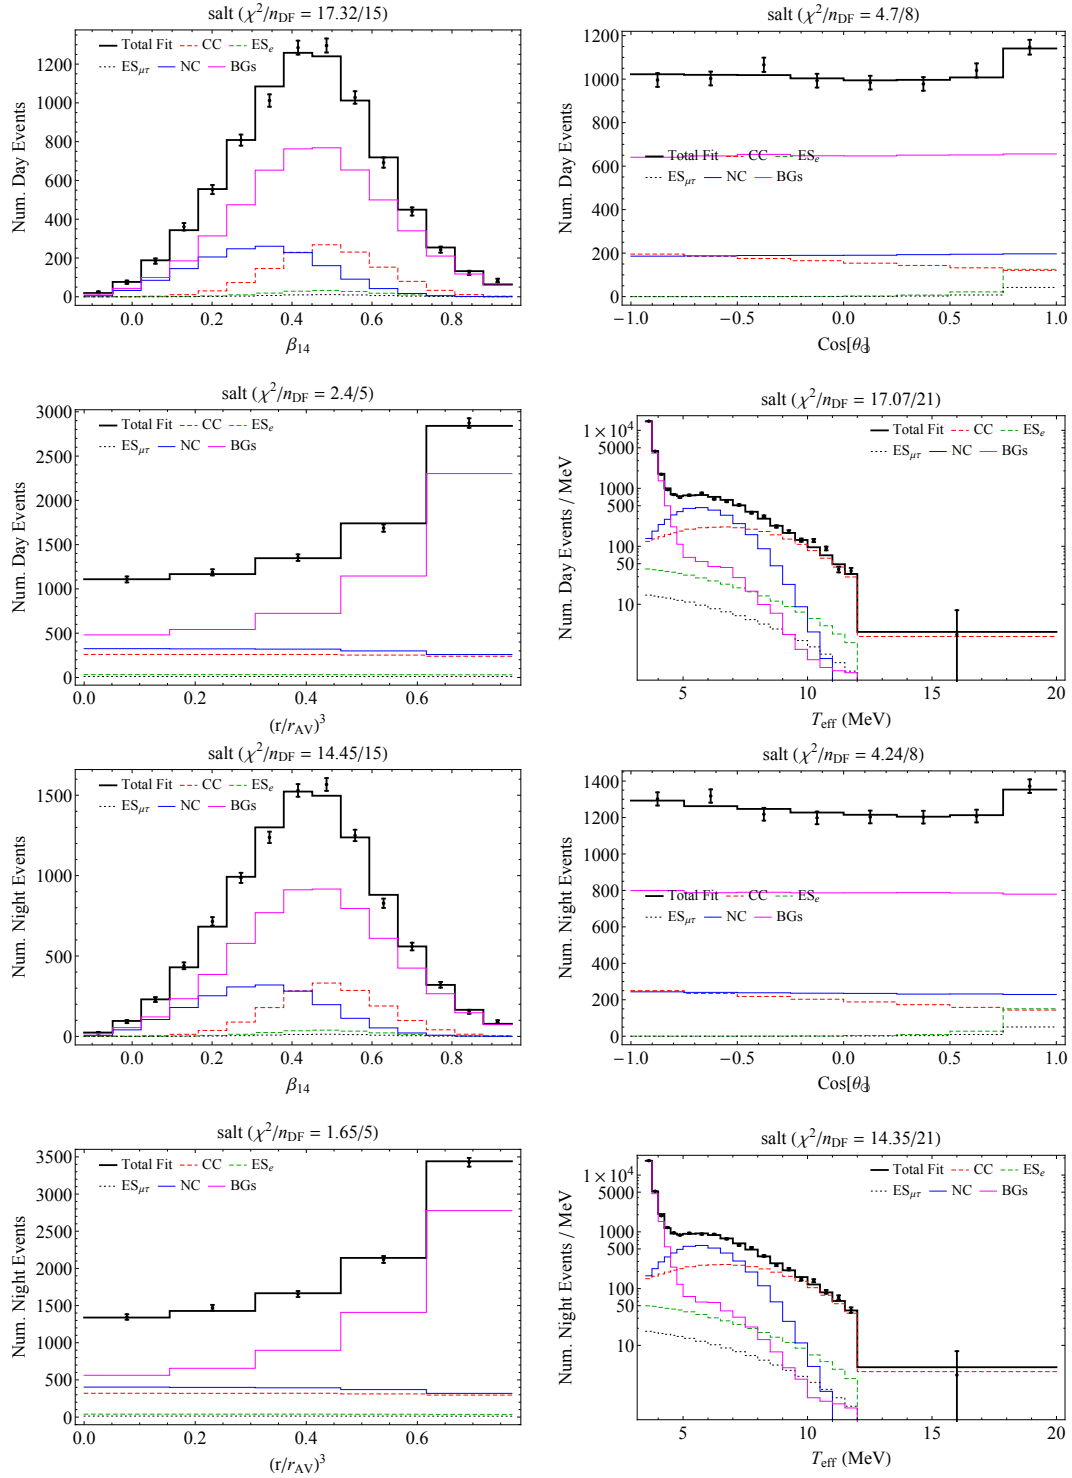 salt (χ²/n_DF = 17.32/15)
Total Fit CC ES_e
ES_μτ NC BGs
Num. Day Events
1200
1000
800
600
400
200
0
0.0 0.2 0.4 0.6 0.8
β_14
salt (χ²/n_DF = 4.7/8)
Total Fit CC ES_e
ES_μτ NC BGs
Num. Day Events
1200
1000
800
600
400
200
0
−1.0 −0.5 0.0 0.5 1.0
Cos[θ_⊙]
salt (χ²/n_DF = 2.4/5)
Total Fit CC ES_e
ES_μτ NC BGs
Num. Day Events
3000
2500
2000
1500
1000
500
0
0.0 0.2 0.4 0.6
(r/r_AV)³
salt (χ²/n_DF = 17.07/21)
Total Fit CC ES_e
ES_μτ NC BGs
Num. Day Events / MeV
1×10⁴
5000
1000
500
100
50
10
5 10 15 20
T_eff (MeV)
salt (χ²/n_DF = 14.45/15)
Total Fit CC ES_e
ES_μτ NC BGs
Num. Night Events
1500
1000
500
0
0.0 0.2 0.4 0.6 0.8
β_14
salt (χ²/n_DF = 4.24/8)
Total Fit CC ES_e
ES_μτ NC BGs
Num. Night Events
1400
1200
1000
800
600
400
200
0
−1.0 −0.5 0.0 0.5 1.0
Cos[θ_⊙]
salt (χ²/n_DF = 1.65/5)
Total Fit CC ES_e
ES_μτ NC BGs
Num. Night Events
3500
3000
2500
2000
1500
1000
500
0
0.0 0.2 0.4 0.6
(r/r_AV)³
salt (χ²/n_DF = 14.35/21)
Total Fit CC ES_e
ES_μτ NC BGs
Num. Night Events / MeV
1×10⁴
5000
1000
500
100
50
10
5 10 15 20
T_eff (MeV)